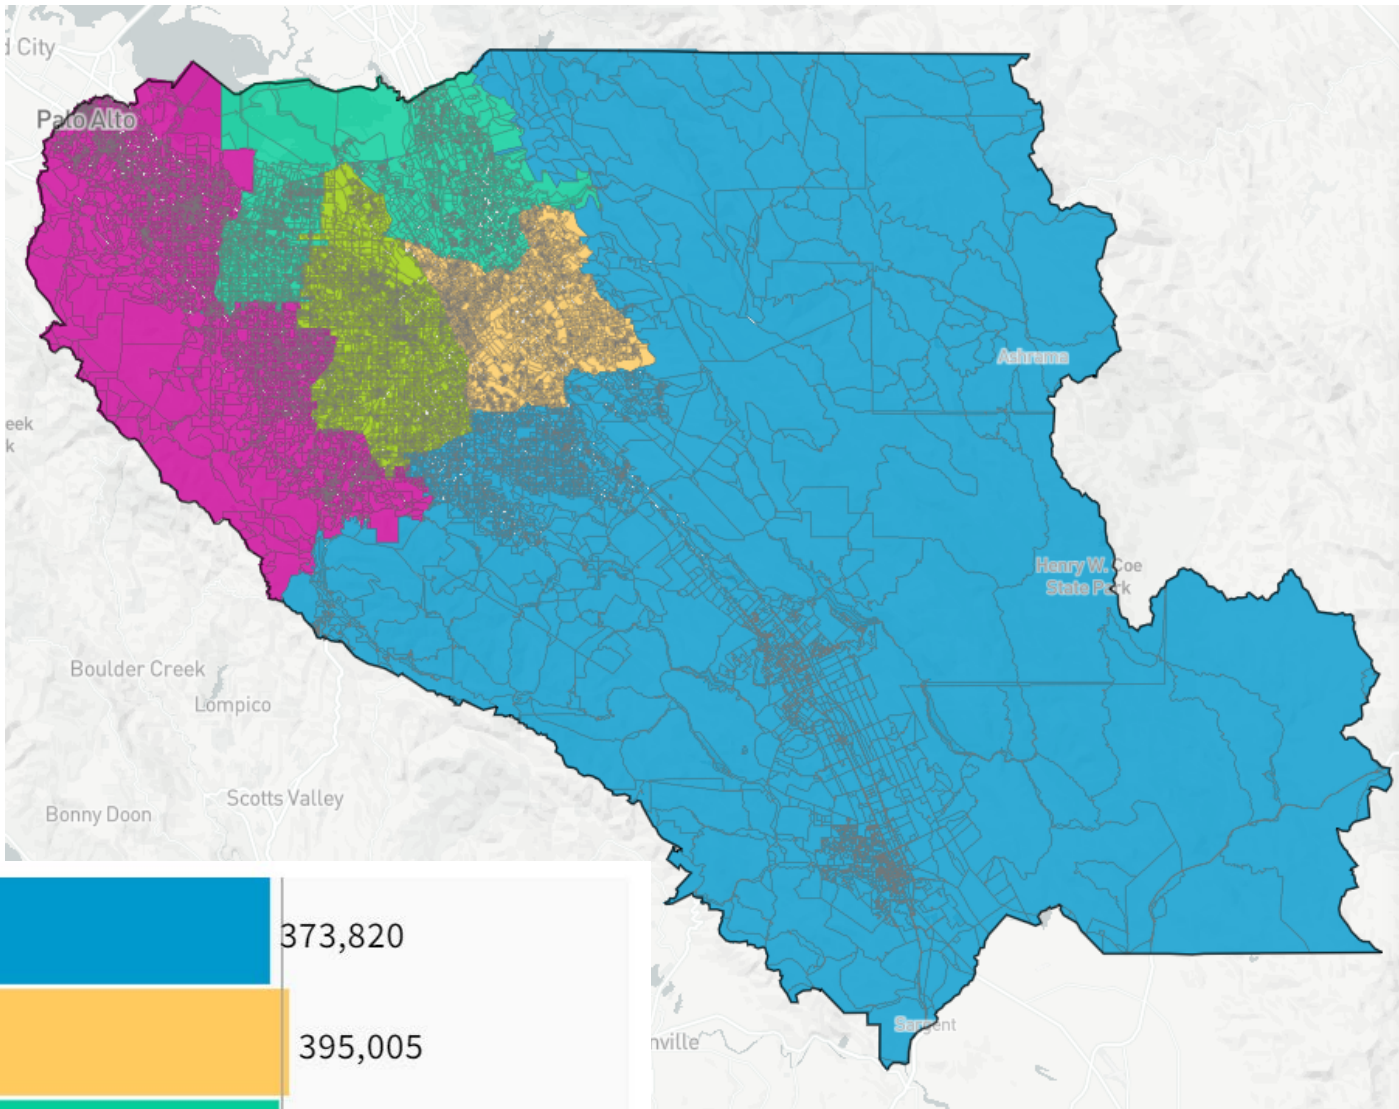 d City
Palo Alto
Ashrama
eek
k
Henry W. Coe
State Park
Boulder Creek
Lompico
Scotts Valley
Bonny Doon
373,820
395,005
Sargent
nville